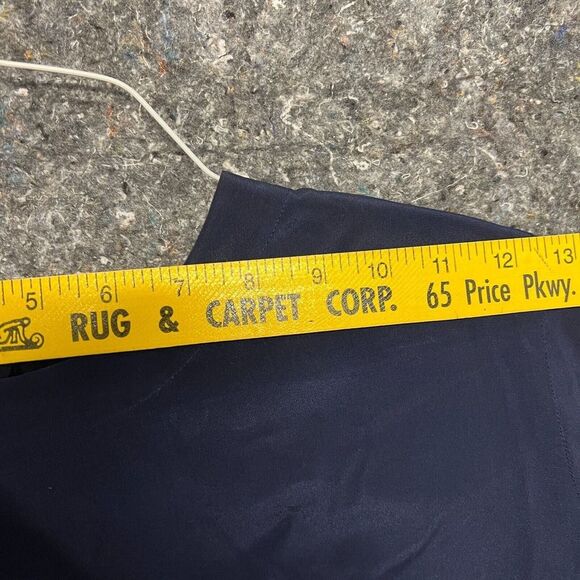 5 6 7 8 9 10 11 12 13
RUG & CARPET CORP. 65 Price Pkwy.